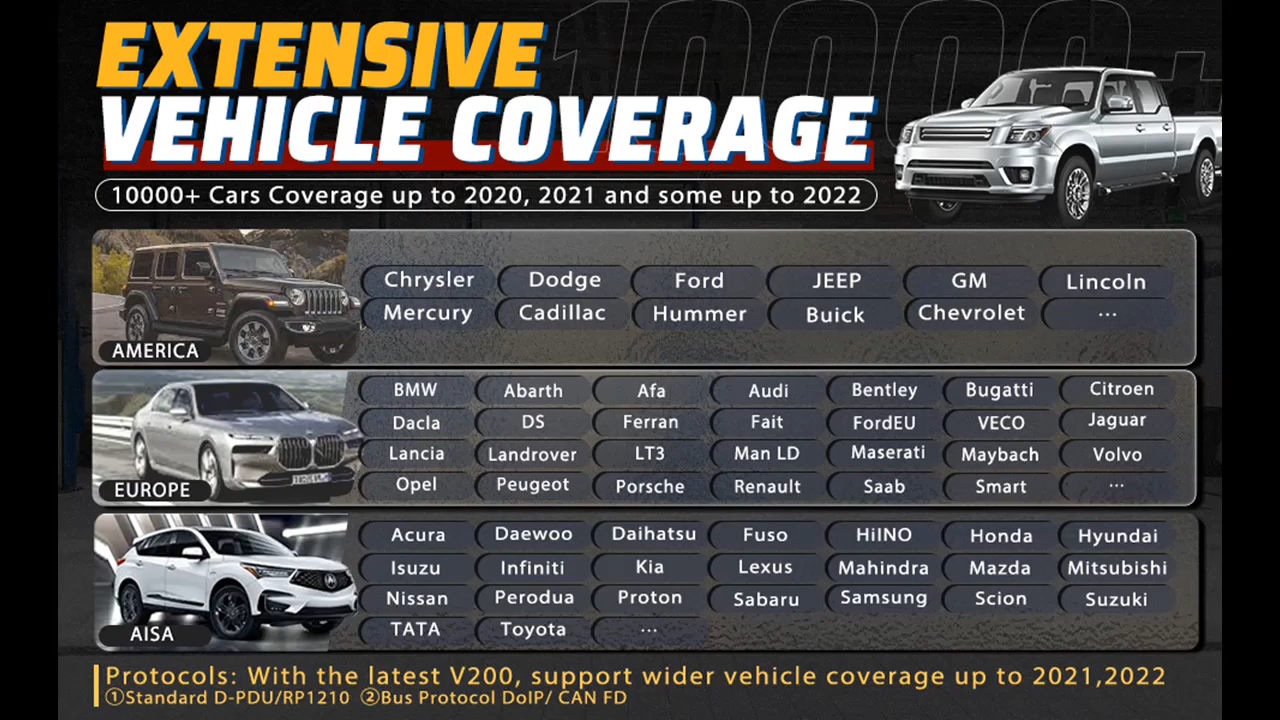 10000+
EXTENSIVE
VEHICLE COVERAGE
10000+ Cars Coverage up to 2020, 2021 and some up to 2022
AMERICA
Chrysler Dodge Ford JEEP GM Lincoln
Mercury Cadillac Hummer Buick Chevrolet ...
EUROPE
BMW Abarth Afa Audi Bentley Bugatti Citroen
Dacla DS Ferran Fait FordEU VECO Jaguar
Lancia Landrover LT3 Man LD Maserati Maybach Volvo
Opel Peugeot Porsche Renault Saab Smart ...
AISA
Acura Daewoo Daihatsu Fuso HiINO Honda Hyundai
Isuzu Infiniti Kia Lexus Mahindra Mazda Mitsubishi
Nissan Perodua Proton Sabaru Samsung Scion Suzuki
TATA Toyota ...
Protocols: With the latest V200, support wider vehicle coverage up to 2021,2022
①Standard D-PDU/RP1210 ②Bus Protocol DoIP/ CAN FD